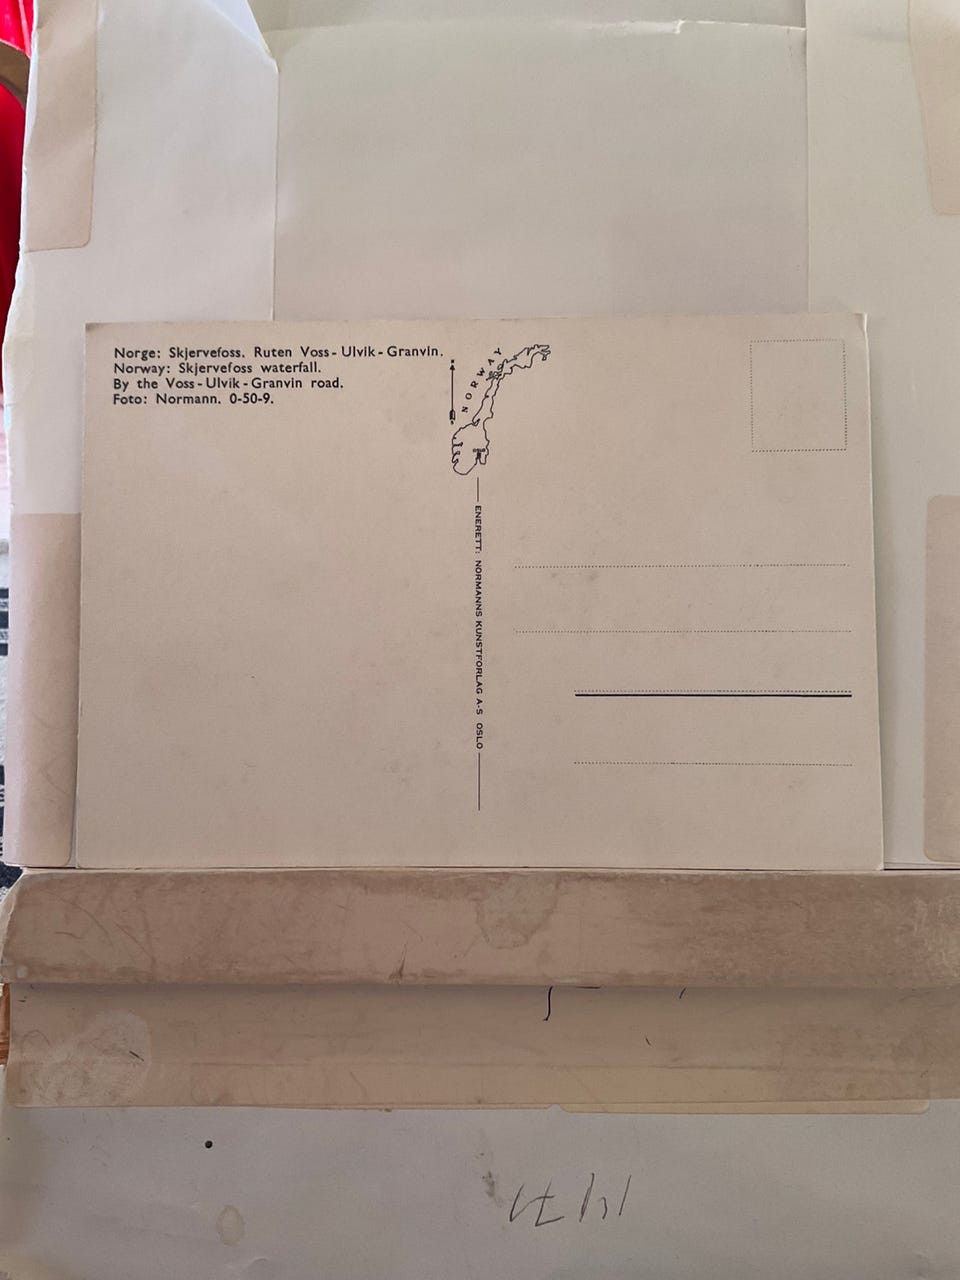 Norge: Skjervefoss. Ruten Voss - Ulvik - Granvin.
Norway: Skjervefoss waterfall.
By the Voss - Ulvik - Granvin road.
Foto: Normann. 0-50-9.
NORWAY
OSLO
ENERETT: NORMANNS KUNSTFORLAG A-S OSLO